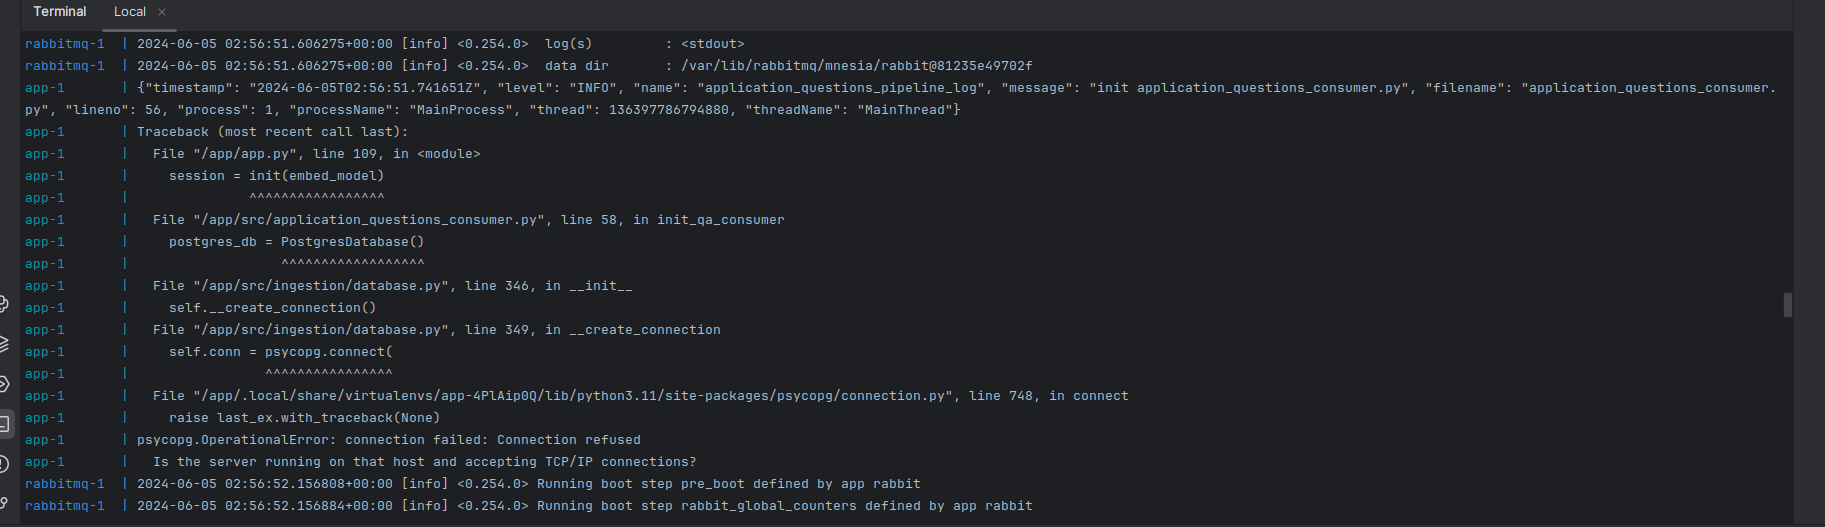 Terminal Local ×
rabbitmq-1  | 2024-06-05 02:56:51.606275+00:00 [info] <0.254.0>  log(s)         : <stdout>
rabbitmq-1  | 2024-06-05 02:56:51.606275+00:00 [info] <0.254.0>  data dir       : /var/lib/rabbitmq/mnesia/rabbit@81235e49702f
app-1       | {"timestamp": "2024-06-05T02:56:51.741651Z", "level": "INFO", "name": "application_questions_pipeline_log", "message": "init application_questions_consumer.py", "filename": "application_questions_consumer.
py", "lineno": 56, "process": 1, "processName": "MainProcess", "thread": 136397786794880, "threadName": "MainThread"}
app-1       | Traceback (most recent call last):
app-1       |   File "/app/app.py", line 109, in <module>
app-1       |     session = init(embed_model)
app-1       |               ^^^^^^^^^^^^^^^^^
app-1       |   File "/app/src/application_questions_consumer.py", line 58, in init_qa_consumer
app-1       |     postgres_db = PostgresDatabase()
app-1       |                   ^^^^^^^^^^^^^^^^^^
app-1       |   File "/app/src/ingestion/database.py", line 346, in __init__
app-1       |     self.__create_connection()
app-1       |   File "/app/src/ingestion/database.py", line 349, in __create_connection
app-1       |     self.conn = psycopg.connect(
app-1       |                 ^^^^^^^^^^^^^^^^
app-1       |   File "/app/.local/share/virtualenvs/app-4PlAip0Q/lib/python3.11/site-packages/psycopg/connection.py", line 748, in connect
app-1       |     raise last_ex.with_traceback(None)
app-1       | psycopg.OperationalError: connection failed: Connection refused
app-1       |   Is the server running on that host and accepting TCP/IP connections?
rabbitmq-1  | 2024-06-05 02:56:52.156808+00:00 [info] <0.254.0> Running boot step pre_boot defined by app rabbit
rabbitmq-1  | 2024-06-05 02:56:52.156884+00:00 [info] <0.254.0> Running boot step rabbit_global_counters defined by app rabbit